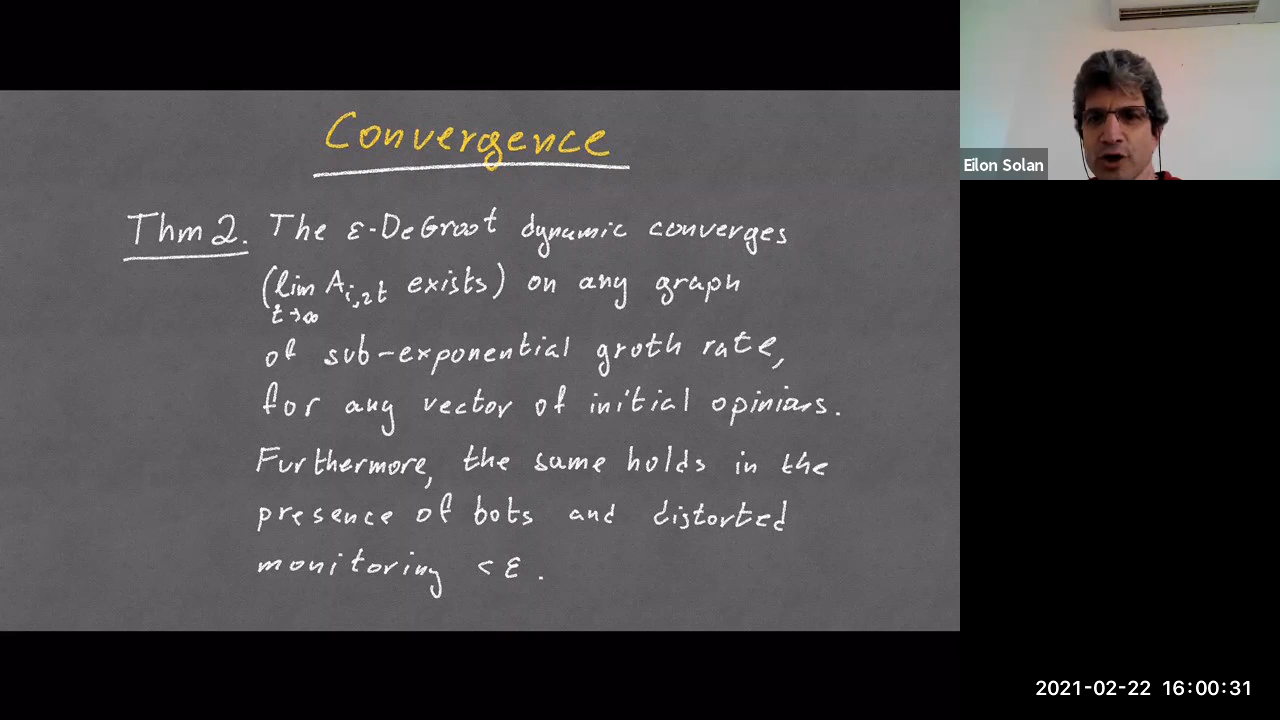 Convergence
Thm 2. The ε-DeGroot dynamic converges
(lim A_{i,2t} exists) on any graph
t→∞
of sub-exponential groth rate,
for any vector of initial opinions.
Furthermore, the same holds in the
presence of bots and distorted
monitoring < ε.
Eilon Solan
2021-02-22 16:00:31